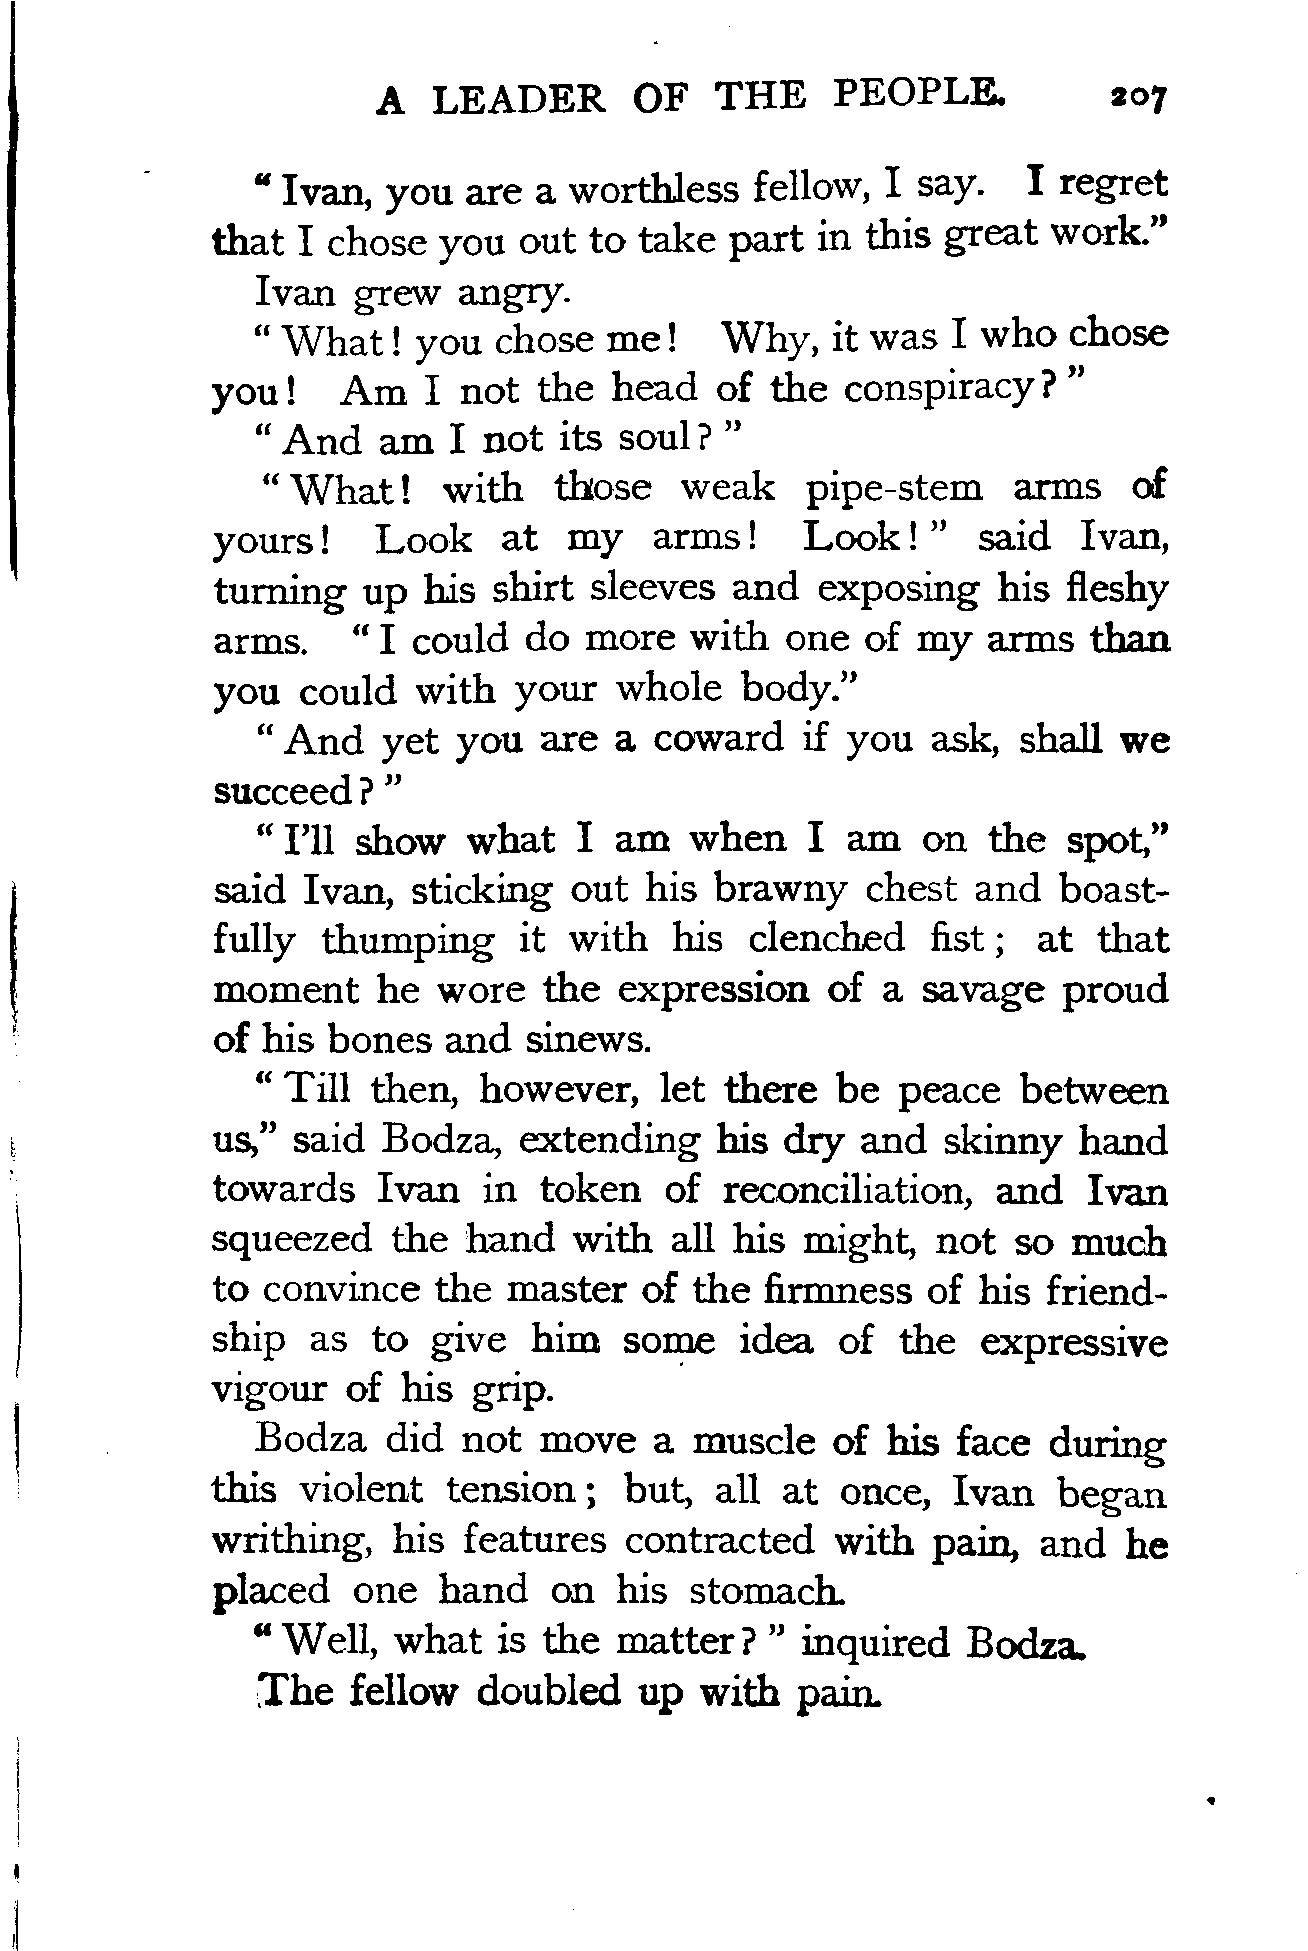 A LEADER OF THE PEOPLE. 207
“ Ivan, you are a worthless fellow, I say. I regret
that I chose you out to take part in this great work.”
Ivan grew angry.
“ What ! you chose me ! Why, it was I who chose
you ! Am I not the head of the conspiracy ? ”
“ And am I not its soul ? ”
“ What ! with those weak pipe-stem arms of
yours ! Look at my arms ! Look ! ” said Ivan,
turning up his shirt sleeves and exposing his fleshy
arms. “ I could do more with one of my arms than
you could with your whole body.”
“ And yet you are a coward if you ask, shall we
succeed ? ”
“ I’ll show what I am when I am on the spot,”
said Ivan, sticking out his brawny chest and boast-
fully thumping it with his clenched fist ; at that
moment he wore the expression of a savage proud
of his bones and sinews.
“ Till then, however, let there be peace between
us,” said Bodza, extending his dry and skinny hand
towards Ivan in token of reconciliation, and Ivan
squeezed the hand with all his might, not so much
to convince the master of the firmness of his friend-
ship as to give him some idea of the expressive
vigour of his grip.
Bodza did not move a muscle of his face during
this violent tension ; but, all at once, Ivan began
writhing, his features contracted with pain, and he
placed one hand on his stomach.
“ Well, what is the matter ? ” inquired Bodza.
The fellow doubled up with pain.